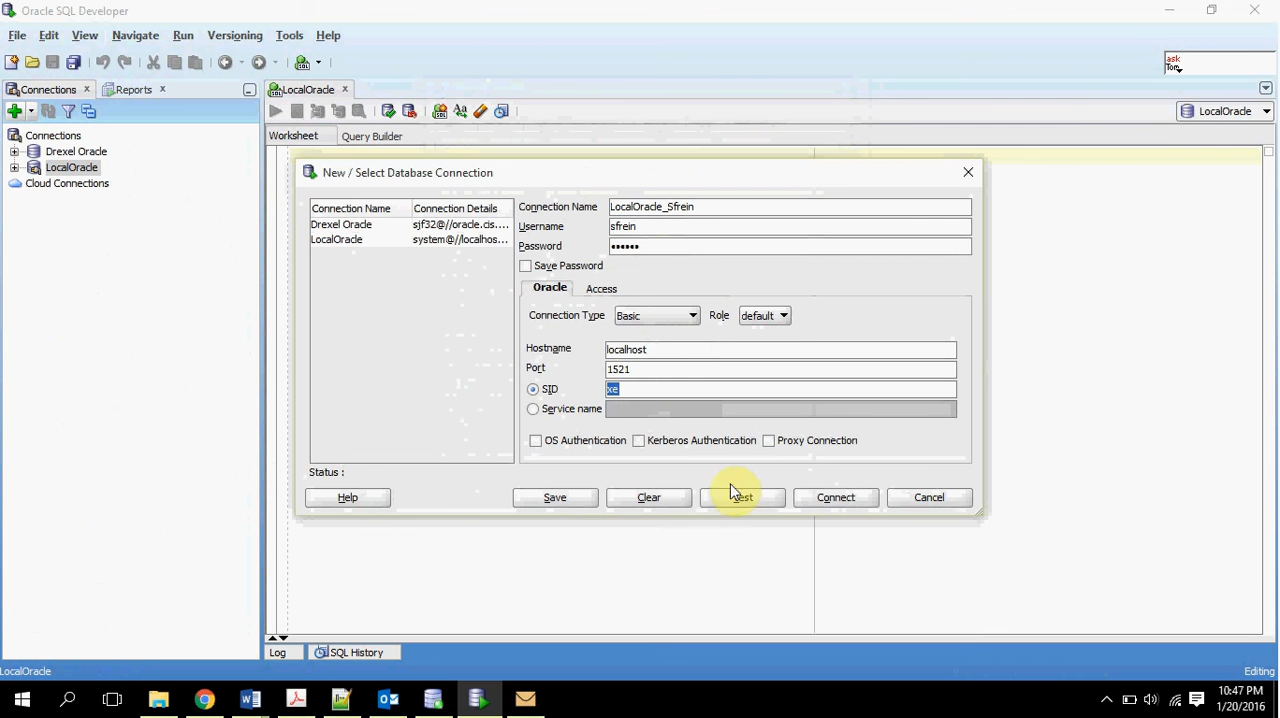 Oracle SQL Developer
File Edit View Navigate Run Versioning Tools Help
ask
Tom
Connections Reports LocalOracle
LocalOracle
Worksheet Query Builder
Connections
Drexel Oracle
LocalOracle
Cloud Connections
New / Select Database Connection
Connection Name Connection Details
Drexel Oracle sjf32@//oracle.cis....
LocalOracle system@//localhos...
Connection Name LocalOracle_Sfrein
Username sfrein
Password ••••••
Save Password
Oracle Access
Connection Type Basic Role default
Hostname localhost
Port 1521
SID xe
Service name
OS Authentication Kerberos Authentication Proxy Connection
Status :
Help Save Clear Test Connect Cancel
Log SQL History
LocalOracle Editing
10:47 PM
1/20/2016